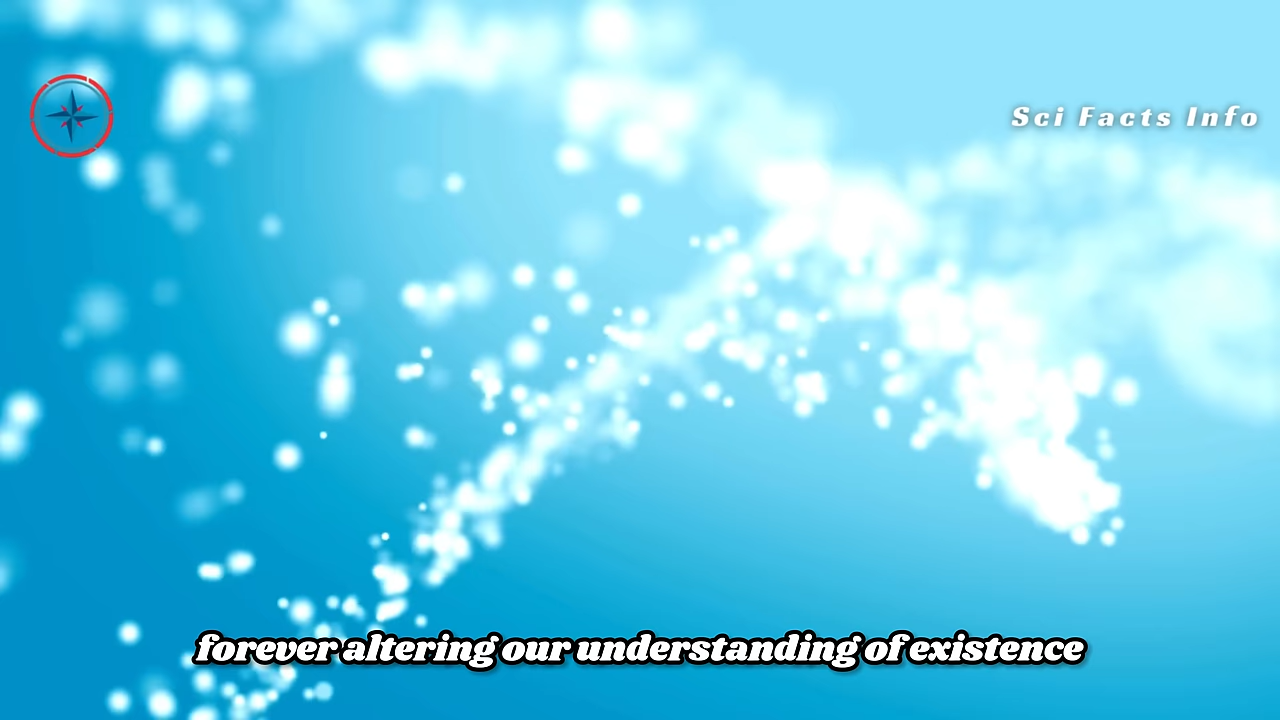 Sci Facts Info
forever altering our understanding of existence